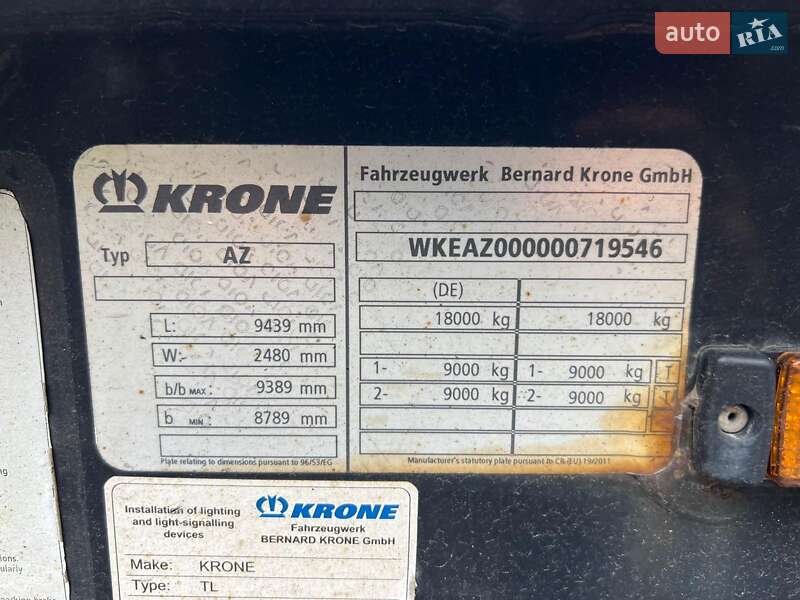 auto RIA .com
KRONE
Typ AZ
L: 9439 mm
W: 2480 mm
b/b MAX : 9389 mm
b MIN : 8789 mm
Plate relating to dimensions pursuant to 96/53/EG
Fahrzeugwerk Bernard Krone GmbH
WKEAZ000000719546
(DE)
18000 kg 18000 kg
1- 9000 kg 1- 9000 kg T
2- 9000 kg 2- 9000 kg T
Manufacturer's statutory plate pursuant to CR-(EU) 19/2011
Installation of lighting
and light-signalling
devices
KRONE
Fahrzeugwerk
BERNARD KRONE GmbH
Make: KRONE
Type: TL